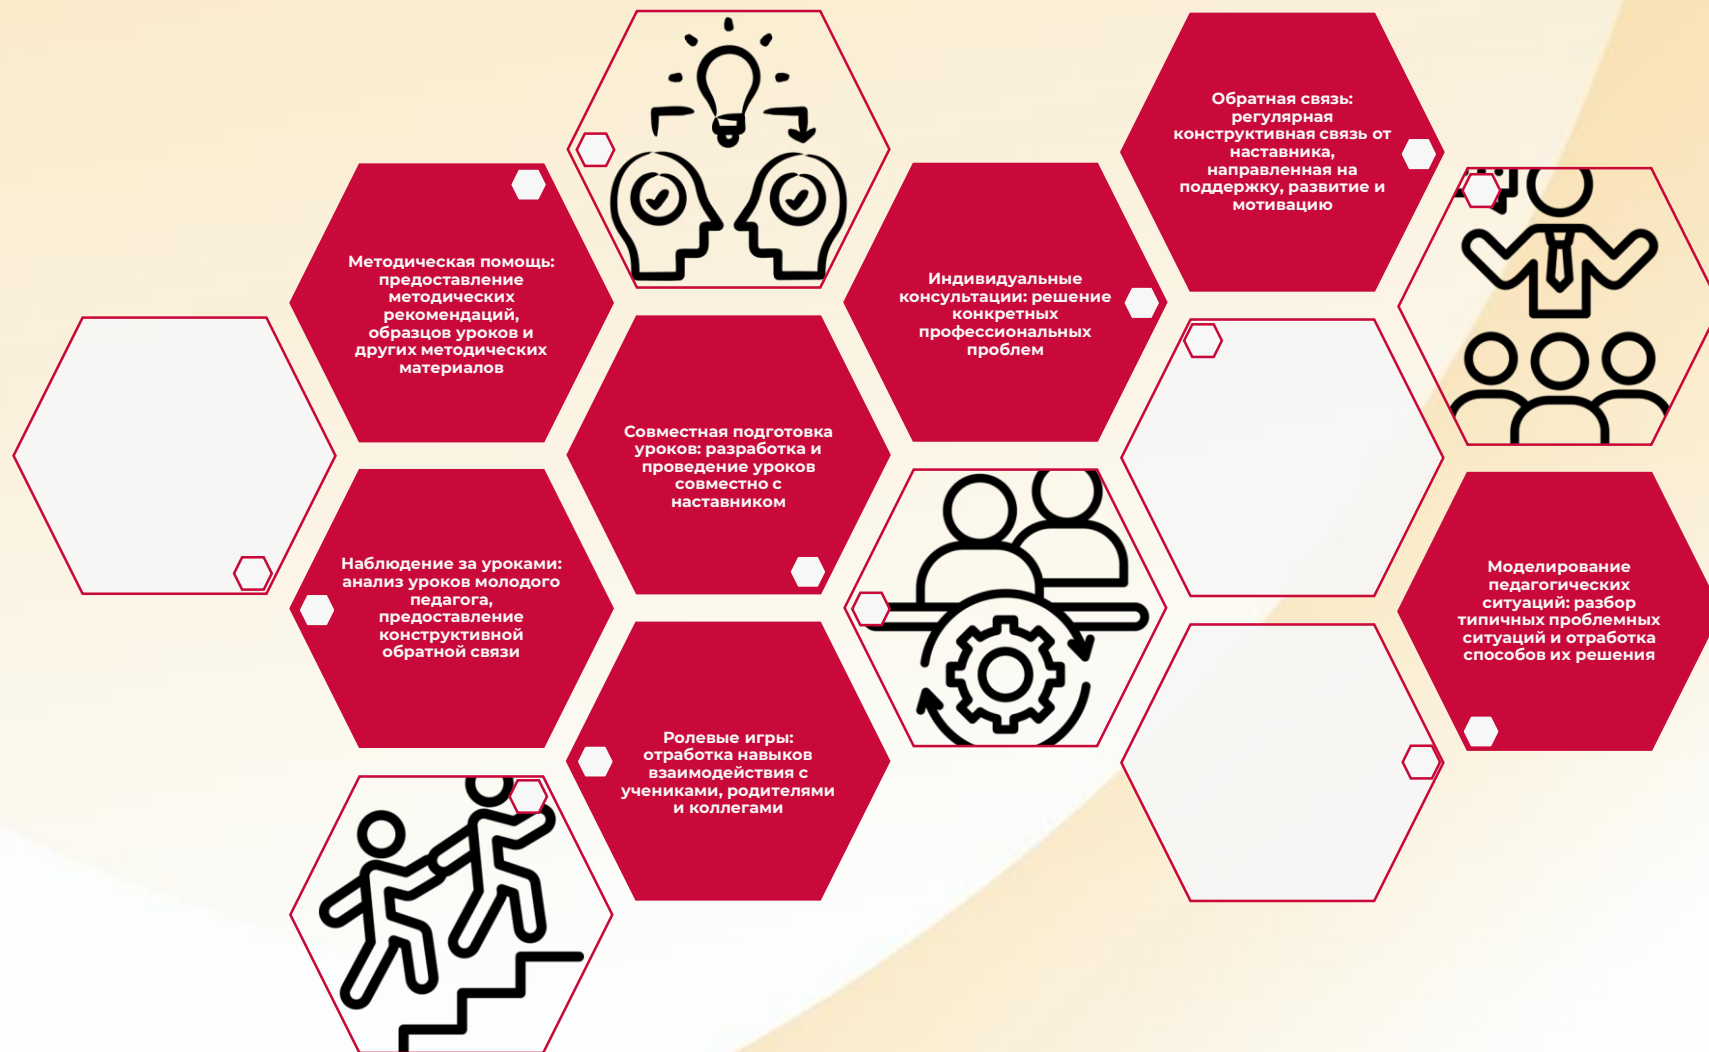 Методическая помощь:
предоставление
методических
рекомендаций,
образцов уроков и
других методических
материалов
Наблюдение за уроками:
анализ уроков молодого
педагога,
предоставление
конструктивной
обратной связи
Совместная подготовка
уроков: разработка и
проведение уроков
совместно с
наставником
Ролевые игры:
отработка навыков
взаимодействия с
учениками, родителями
и коллегами
Индивидуальные
консультации: решение
конкретных
профессиональных
проблем
Обратная связь:
регулярная
конструктивная связь от
наставника,
направленная на
поддержку, развитие и
мотивацию
Моделирование
педагогических
ситуаций: разбор
типичных проблемных
ситуаций и отработка
способов их решения